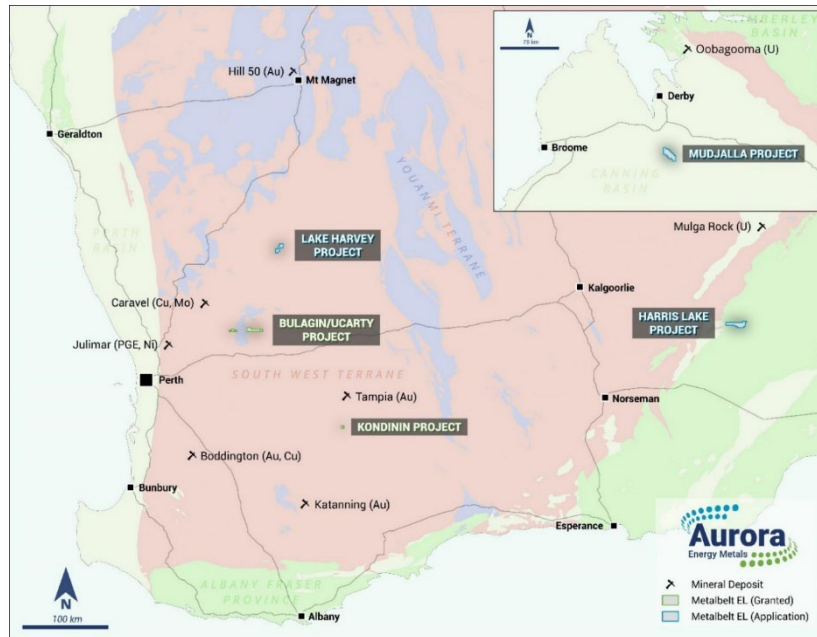 Hill 50 (Au)
Mt Magnet
Geraldton
YOUANMI TERRANE
PERTH
BASIN
LAKE HARVEY
PROJECT
Caravel (Cu, Mo)
BULAGIN/UCARTY
PROJECT
Julimar (PGE, Ni)
Perth
SOUTH WEST TERRANE
Tampia (Au)
KONDININ PROJECT
Boddington (Au, Cu)
Bunbury
Katanning (Au)
ALBANY FRASER
PROVINCE
Albany
Esperance
Norseman
Kalgoorlie
Mulga Rock (U)
HARRIS LAKE
PROJECT
N
100 km
N
75 km
BASIN
Oobagooma (U)
Derby
Broome
MUDJALLA PROJECT
CANNING
BASIN
Aurora
Energy Metals
Mineral Deposit
Metalbelt EL (Granted)
Metalbelt EL (Application)